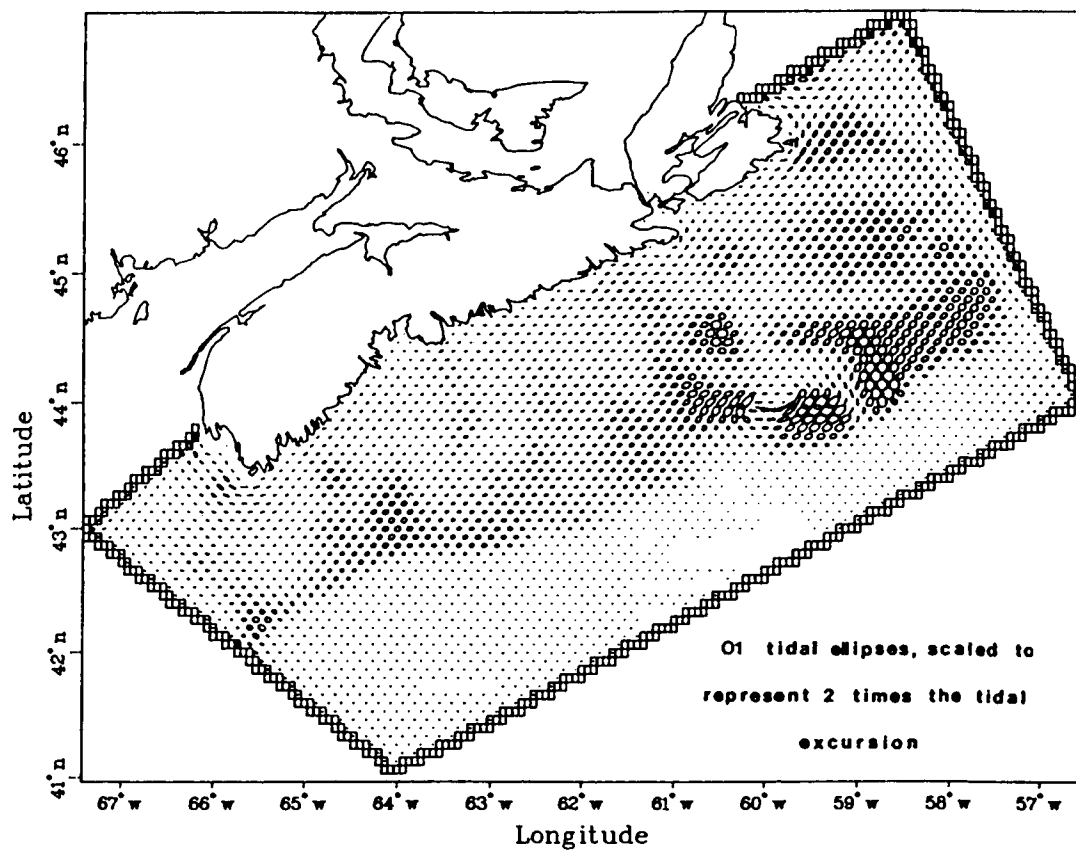 46°n
45°n
44°n
43°n
42°n
41°n
Latitude
O1 tidal ellipses, scaled to
represent 2 times the tidal
excursion
67°w 66°w 65°w 64°w 63°w 62°w 61°w 60°w 59°w 58°w 57°w
Longitude